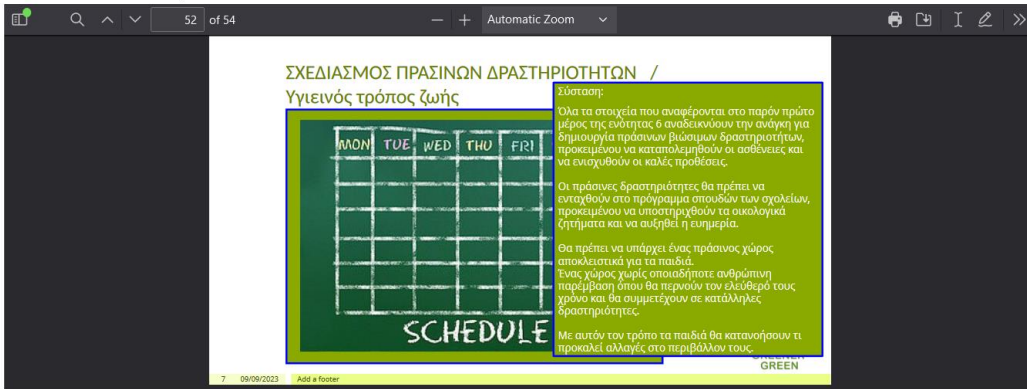 52 of 54
Automatic Zoom
ΣΧΕΔΙΑΣΜΟΣ ΠΡΑΣΙΝΩΝ ΔΡΑΣΤΗΡΙΟΤΗΤΩΝ /
Υγιεινός τρόπος ζωής
MON TUE WED THU FRI
SCHEDULE
Σύσταση:
Όλα τα στοιχεία που αναφέρονται στο παρόν πρώτο
μέρος της ενότητας 6 αναδεικνύουν την ανάγκη για
δημιουργία πράσινων βιώσιμων δραστηριοτήτων,
προκειμένου να καταπολεμηθούν οι ασθένειες και
να ενισχυθούν οι καλές προθέσεις.
Οι πράσινες δραστηριότητες θα πρέπει να
ενταχθούν στο πρόγραμμα σπουδών των σχολείων,
προκειμένου να υποστηριχθούν τα οικολογικά
ζητήματα και να αυξηθεί η ευημερία.
Θα πρέπει να υπάρχει ένας πράσινος χώρος
αποκλειστικά για τα παιδιά.
Ένας χώρος χωρίς οποιαδήποτε ανθρώπινη
παρέμβαση όπου θα περνούν τον ελεύθερό τους
χρόνο και θα συμμετέχουν σε κατάλληλες
δραστηριότητες.
Με αυτόν τον τρόπο τα παιδιά θα κατανοήσουν τι
προκαλεί αλλαγές στο περιβάλλον τους.
GREEN
7 09/09/2023 Add a footer